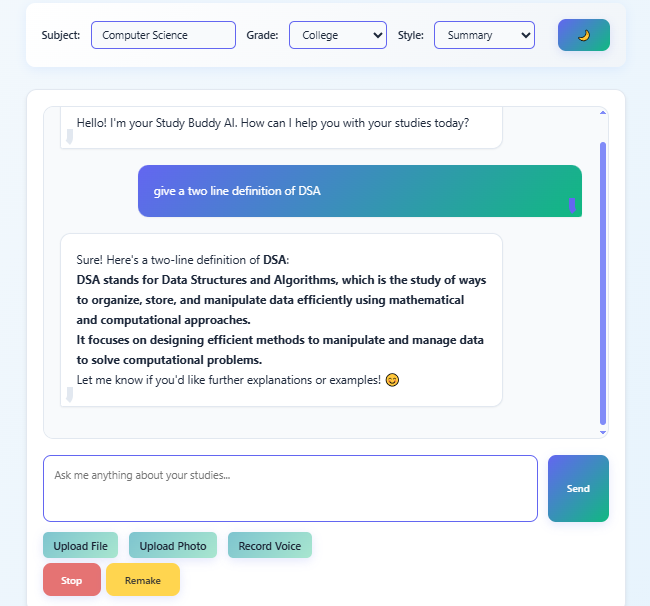 Subject: Computer Science Grade: College Style: Summary
Hello! I'm your Study Buddy AI. How can I help you with your studies today?
give a two line definition of DSA
Sure! Here's a two-line definition of DSA:
DSA stands for Data Structures and Algorithms, which is the study of ways
to organize, store, and manipulate data efficiently using mathematical
and computational approaches.
It focuses on designing efficient methods to manipulate and manage data
to solve computational problems.
Let me know if you'd like further explanations or examples! 😊
Ask me anything about your studies...
Send
Upload File Upload Photo Record Voice
Stop Remake